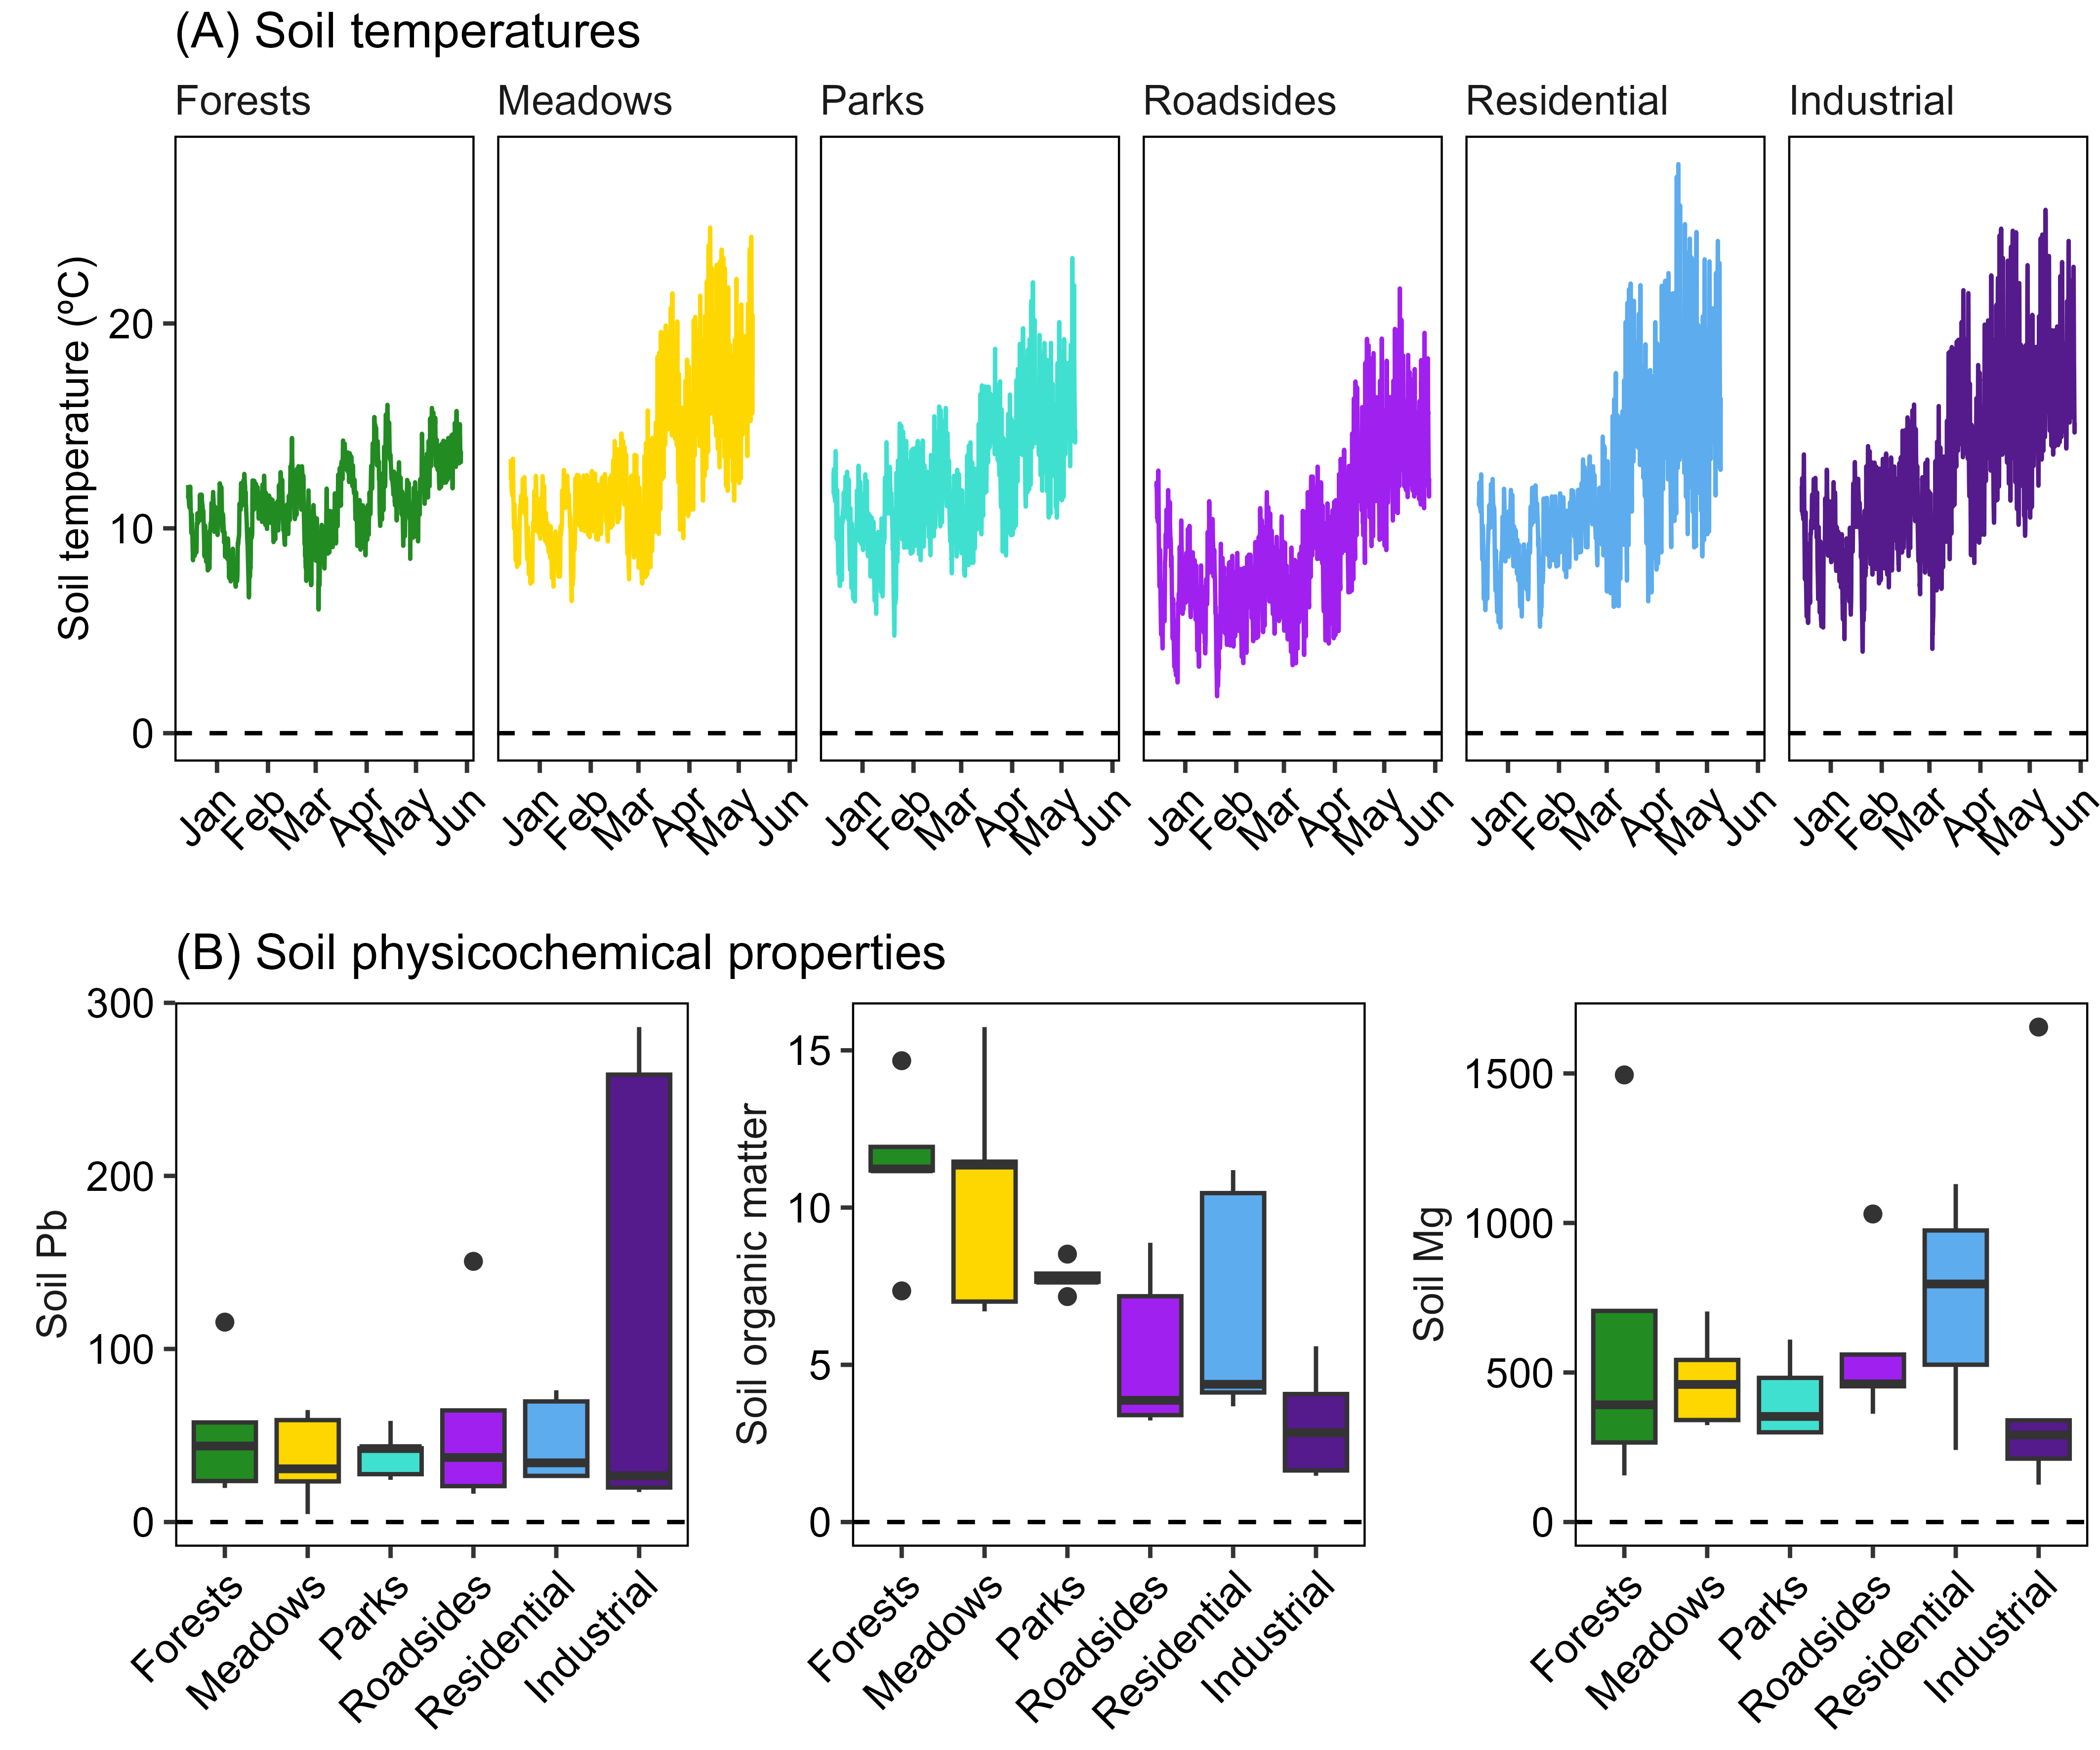 (A) Soil temperatures
Forests Meadows Parks Roadsides Residential Industrial
Soil temperature (ºC)
20
10
0
Jan Feb Mar Apr May Jun Jan Feb Mar Apr May Jun Jan Feb Mar Apr May Jun Jan Feb Mar Apr May Jun Jan Feb Mar Apr May Jun Jan Feb Mar Apr May Jun
(B) Soil physicochemical properties
Soil Pb
300
200
100
0
Forests Meadows Parks Roadsides Residential Industrial
Soil organic matter
15
10
5
0
Forests Meadows Parks Roadsides Residential Industrial
Soil Mg
1500
1000
500
0
Forests Meadows Parks Roadsides Residential Industrial